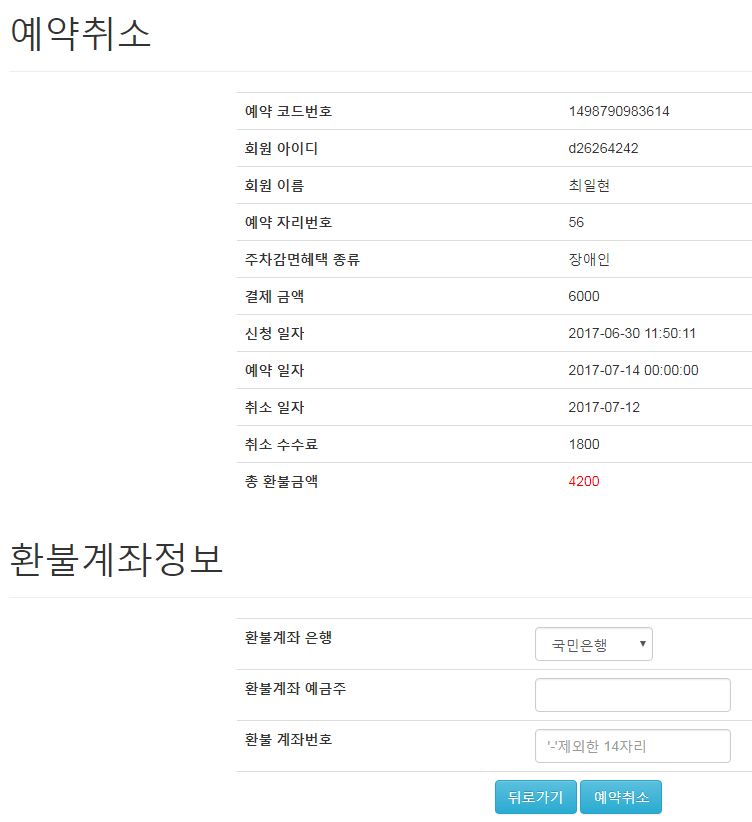 예약취소
예약 코드번호 1498790983614
회원 아이디 d26264242
회원 이름 최일현
예약 자리번호 56
주차감면혜택 종류 장애인
결제 금액 6000
신청 일자 2017-06-30 11:50:11
예약 일자 2017-07-14 00:00:00
취소 일자 2017-07-12
취소 수수료 1800
총 환불금액 4200
환불계좌정보
환불계좌 은행 국민은행
환불계좌 예금주
환불 계좌번호 '-'제외한 14자리
뒤로가기 예약취소